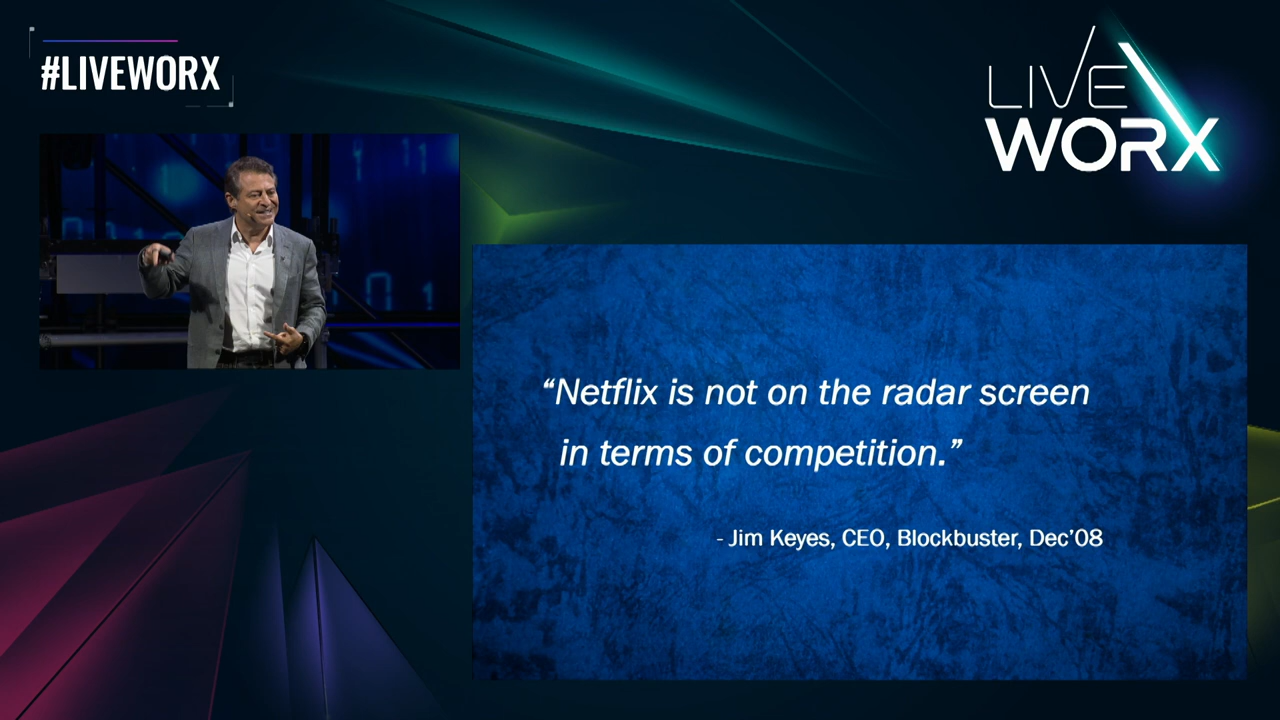 #LIVEWORX
LIVE
WORX
“Netflix is not on the radar screen
in terms of competition.”
- Jim Keyes, CEO, Blockbuster, Dec’08